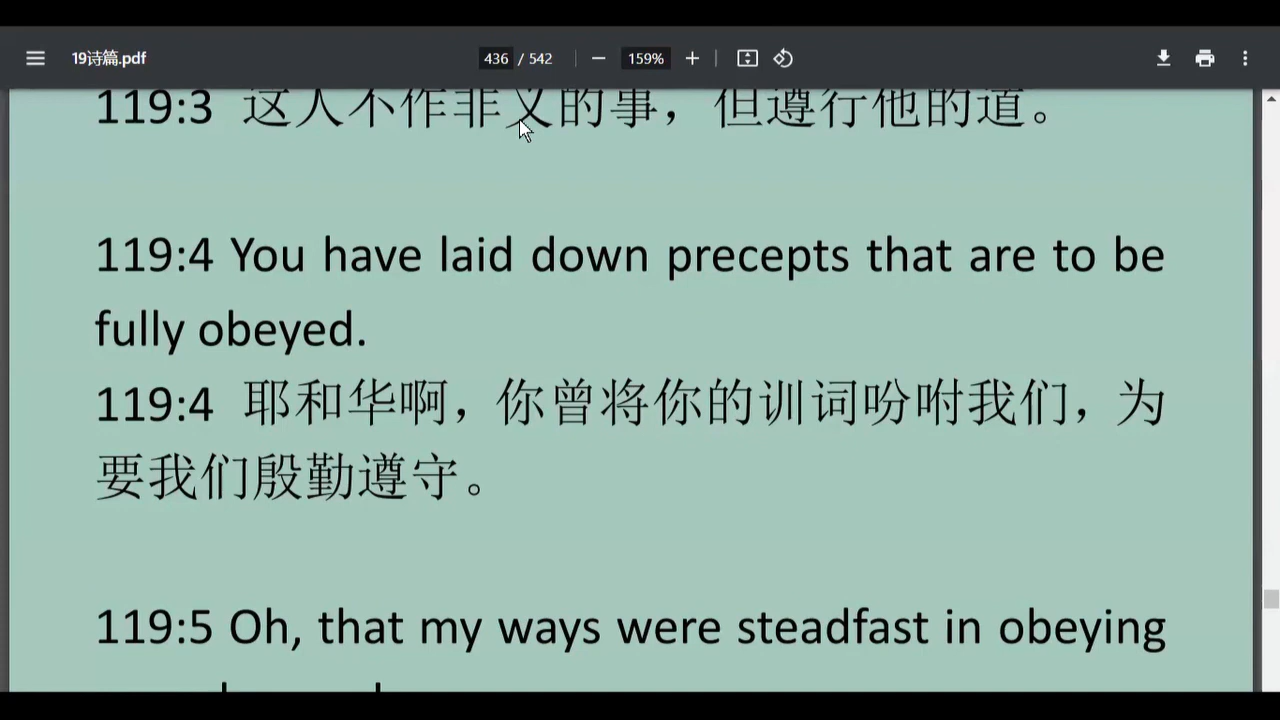 19诗篇.pdf
436 / 542
159%
119:3 这人不作非义的事，但遵行他的道。
119:4 You have laid down precepts that are to be
fully obeyed.
119:4 耶和华啊，你曾将你的训词吩咐我们，为
要我们殷勤遵守。
119:5 Oh, that my ways were steadfast in obeying